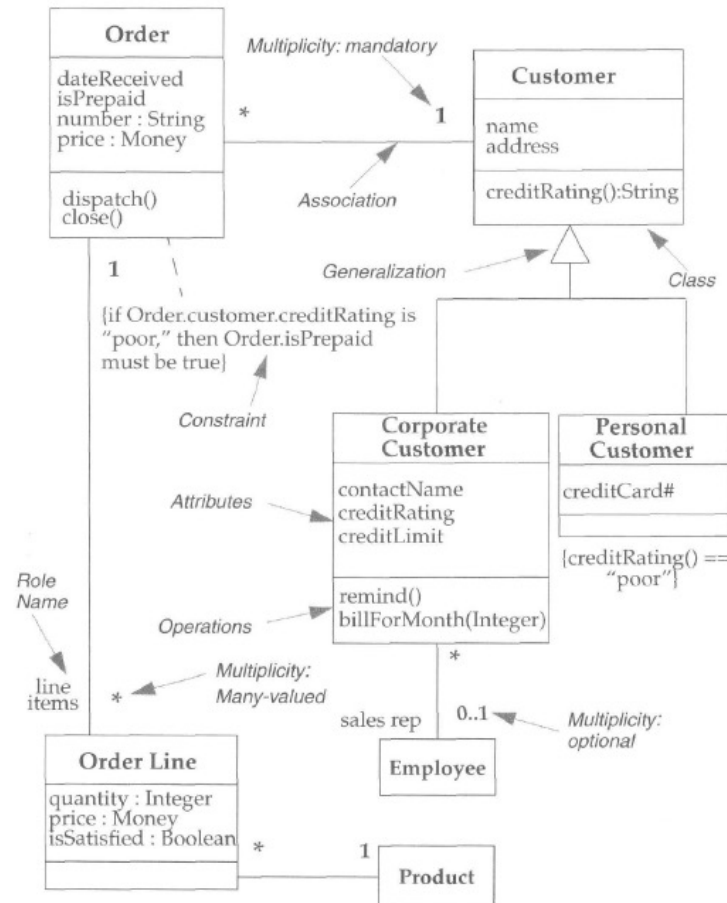 Order
dateReceived
isPrepaid
number : String
price : Money
dispatch()
close()
Multiplicity: mandatory
*
1
Association
Customer
name
address
creditRating():String
Generalization
Class
1
{if Order.customer.creditRating is
“poor,” then Order.isPrepaid
must be true}
Constraint
Corporate
Customer
contactName
creditRating
creditLimit
remind()
billForMonth(Integer)
Personal
Customer
creditCard#
{creditRating() ==
“poor”}
Attributes
Operations
Role
Name
line
items
*
Multiplicity:
Many-valued
*
sales rep
0..1
Multiplicity:
optional
Employee
Order Line
quantity : Integer
price : Money
isSatisfied : Boolean
*
1
Product